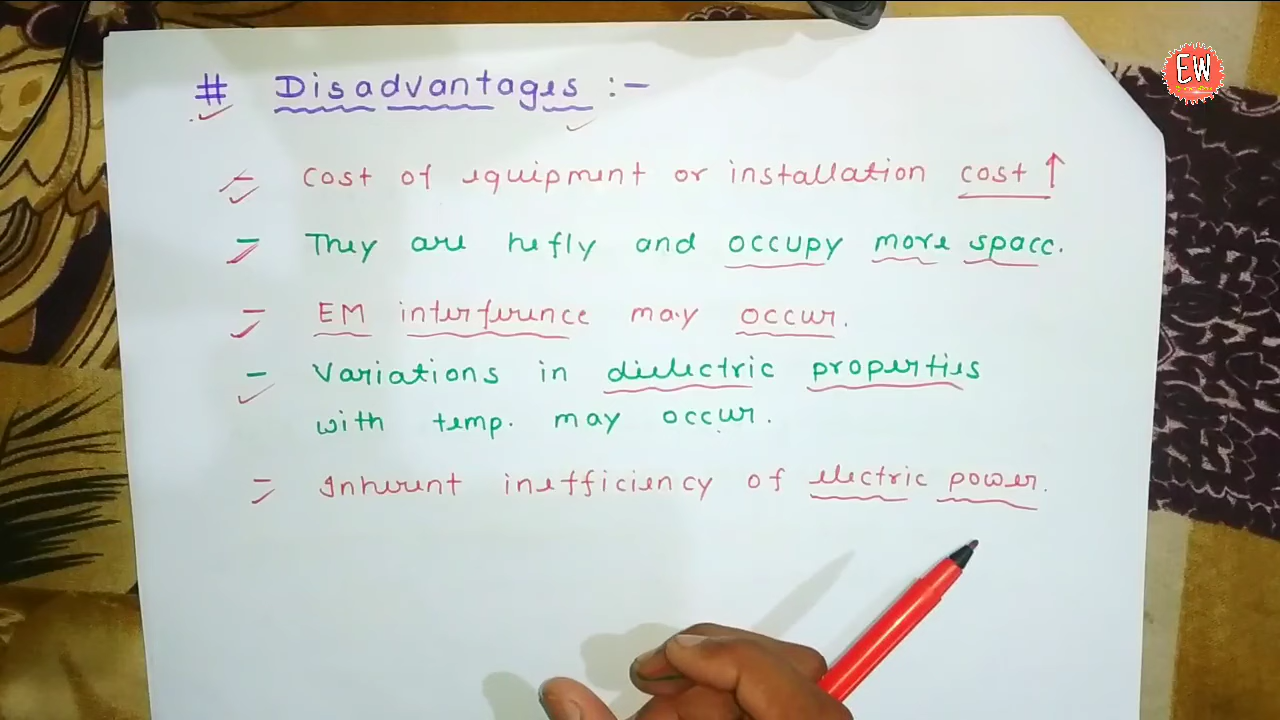 # Disadvantages :-
EW
- Cost of equipment or installation cost ↑
- They are hefly and occupy more space.
- EM interference may occur.
- Variations in dielectric properties
with temp. may occur.
- Inherent inefficiency of electric power.